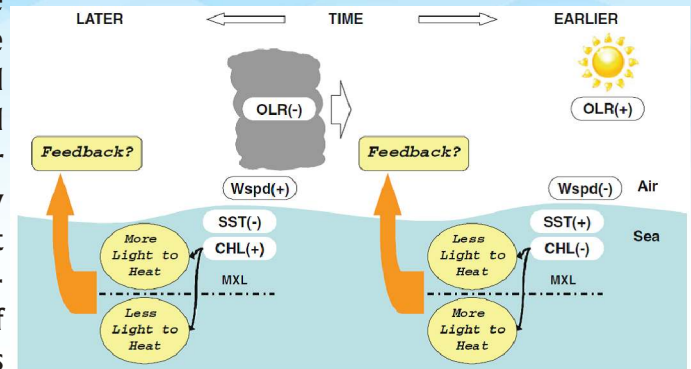 LATER
TIME
EARLIER
OLR(-)
OLR(+)
Feedback?
Feedback?
Wspd(+)
Wspd(-)
Air
SST(-)
SST(+)
Sea
More
Light to
Heat
CHL(+)
Less
Light to
Heat
CHL(-)
MXL
MXL
Less
Light to
Heat
More
Light to
Heat